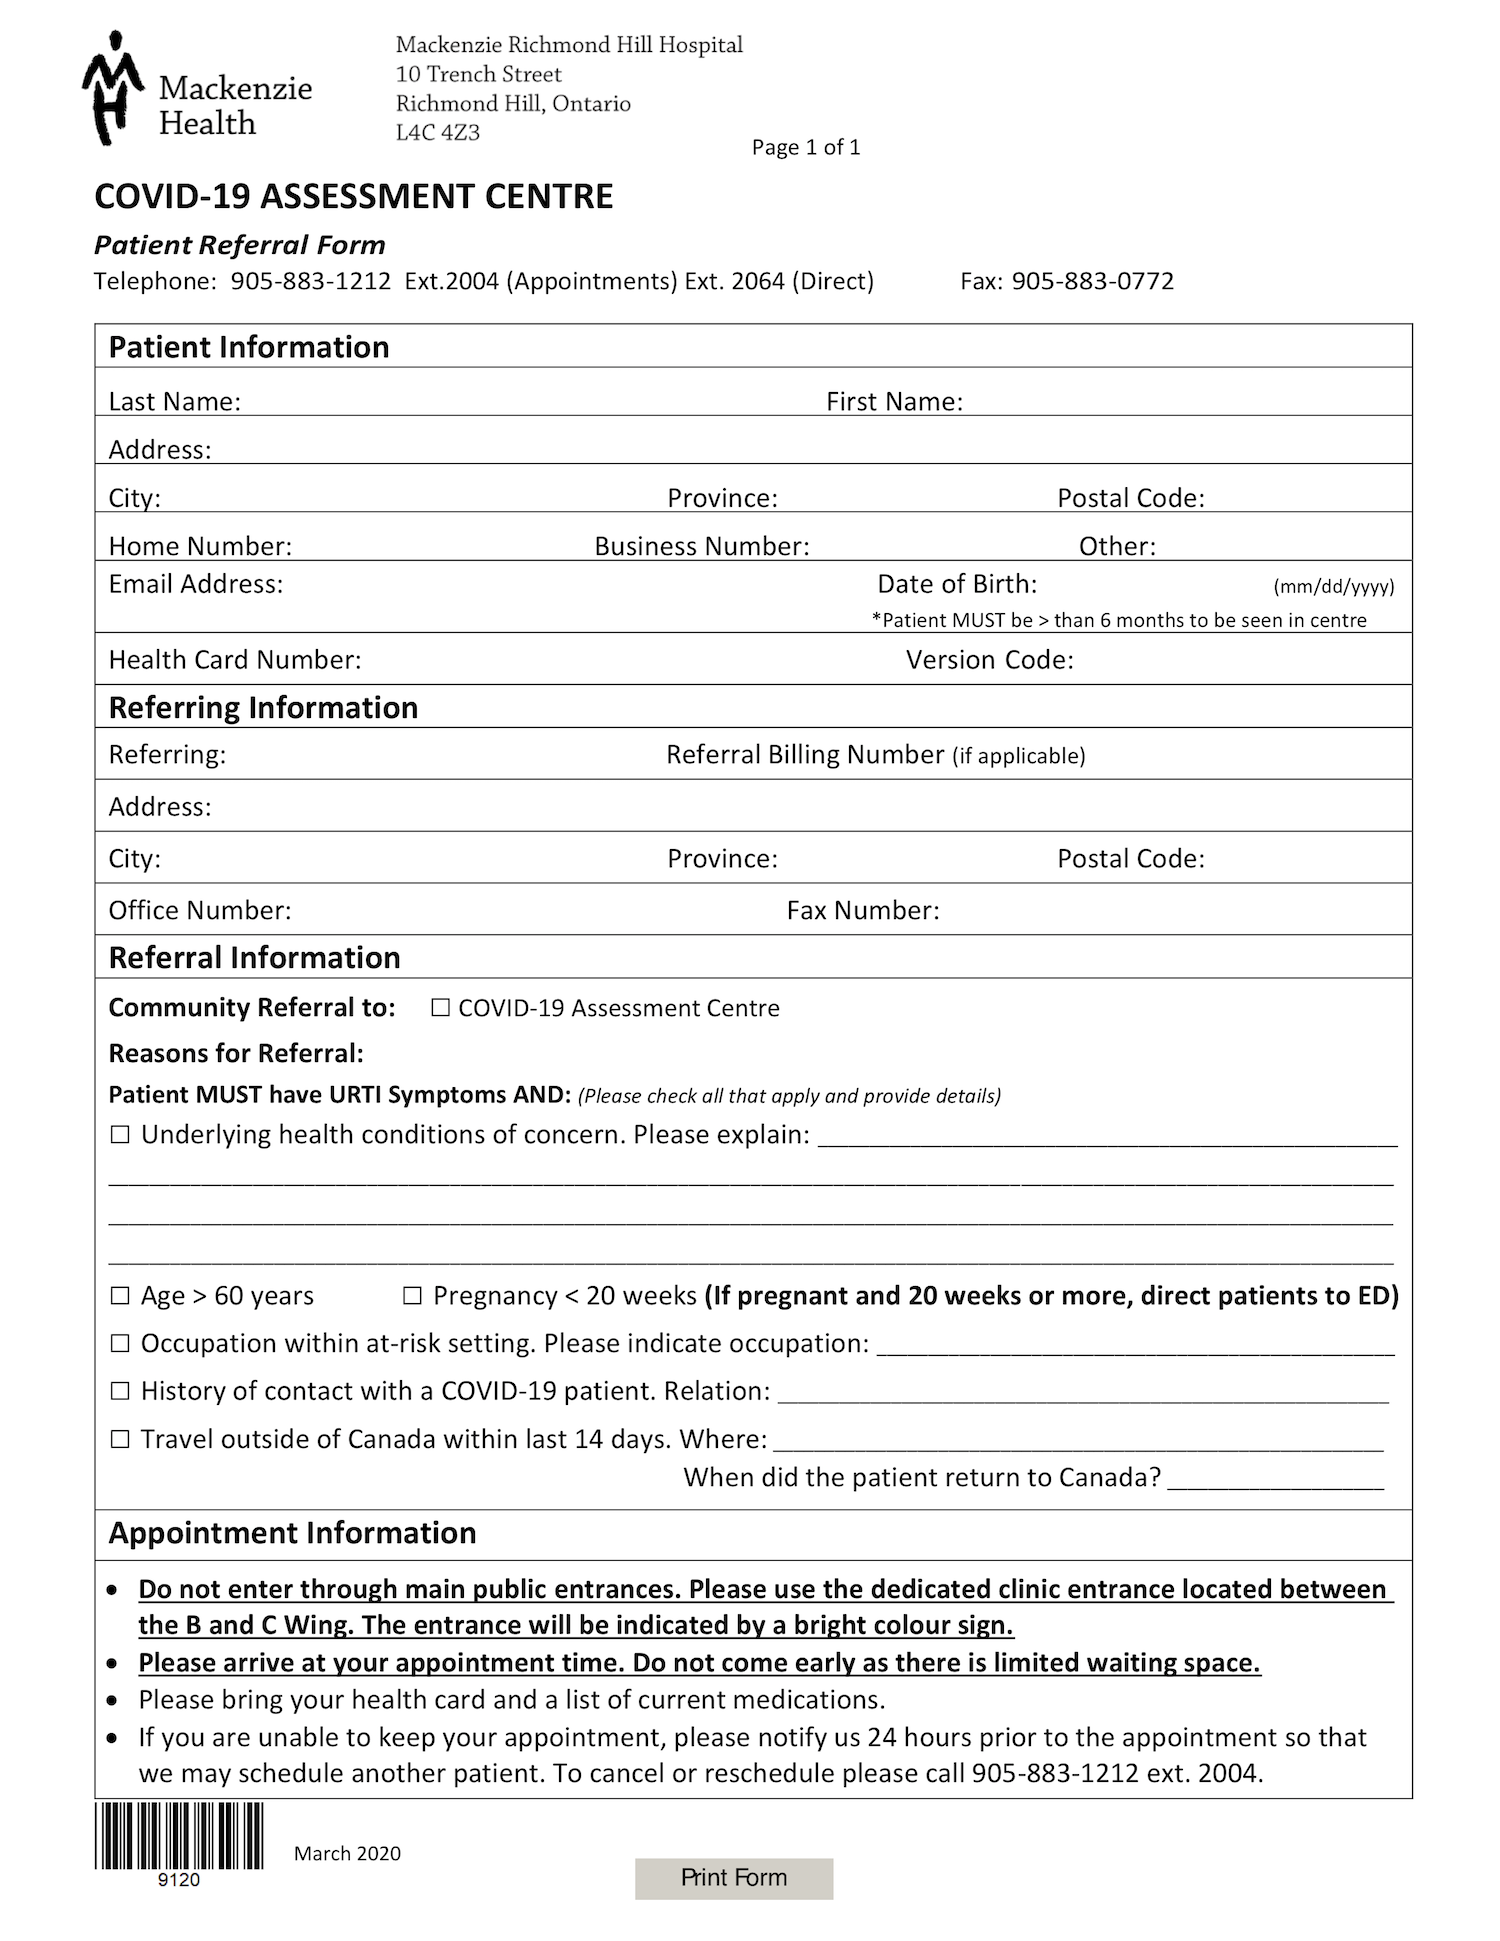 Mackenzie
Health
Mackenzie Richmond Hill Hospital
10 Trench Street
Richmond Hill, Ontario
L4C 4Z3
Page 1 of 1
COVID-19 ASSESSMENT CENTRE
Patient Referral Form
Telephone: 905-883-1212 Ext.2004 (Appointments) Ext. 2064 (Direct) Fax: 905-883-0772
Patient Information
Last Name: First Name:
Address:
City: Province: Postal Code:
Home Number: Business Number: Other:
Email Address: Date of Birth: (mm/dd/yyyy)
*Patient MUST be > than 6 months to be seen in centre
Health Card Number: Version Code:
Referring Information
Referring: Referral Billing Number (if applicable)
Address:
City: Province: Postal Code:
Office Number: Fax Number:
Referral Information
Community Referral to: ☐ COVID-19 Assessment Centre
Reasons for Referral:
Patient MUST have URTI Symptoms AND: (Please check all that apply and provide details)
☐ Underlying health conditions of concern. Please explain:
☐ Age > 60 years ☐ Pregnancy < 20 weeks (If pregnant and 20 weeks or more, direct patients to ED)
☐ Occupation within at-risk setting. Please indicate occupation:
☐ History of contact with a COVID-19 patient. Relation:
☐ Travel outside of Canada within last 14 days. Where:
When did the patient return to Canada?
Appointment Information
• Do not enter through main public entrances. Please use the dedicated clinic entrance located between
the B and C Wing. The entrance will be indicated by a bright colour sign.
• Please arrive at your appointment time. Do not come early as there is limited waiting space.
• Please bring your health card and a list of current medications.
• If you are unable to keep your appointment, please notify us 24 hours prior to the appointment so that
we may schedule another patient. To cancel or reschedule please call 905-883-1212 ext. 2004.
9120
March 2020
Print Form